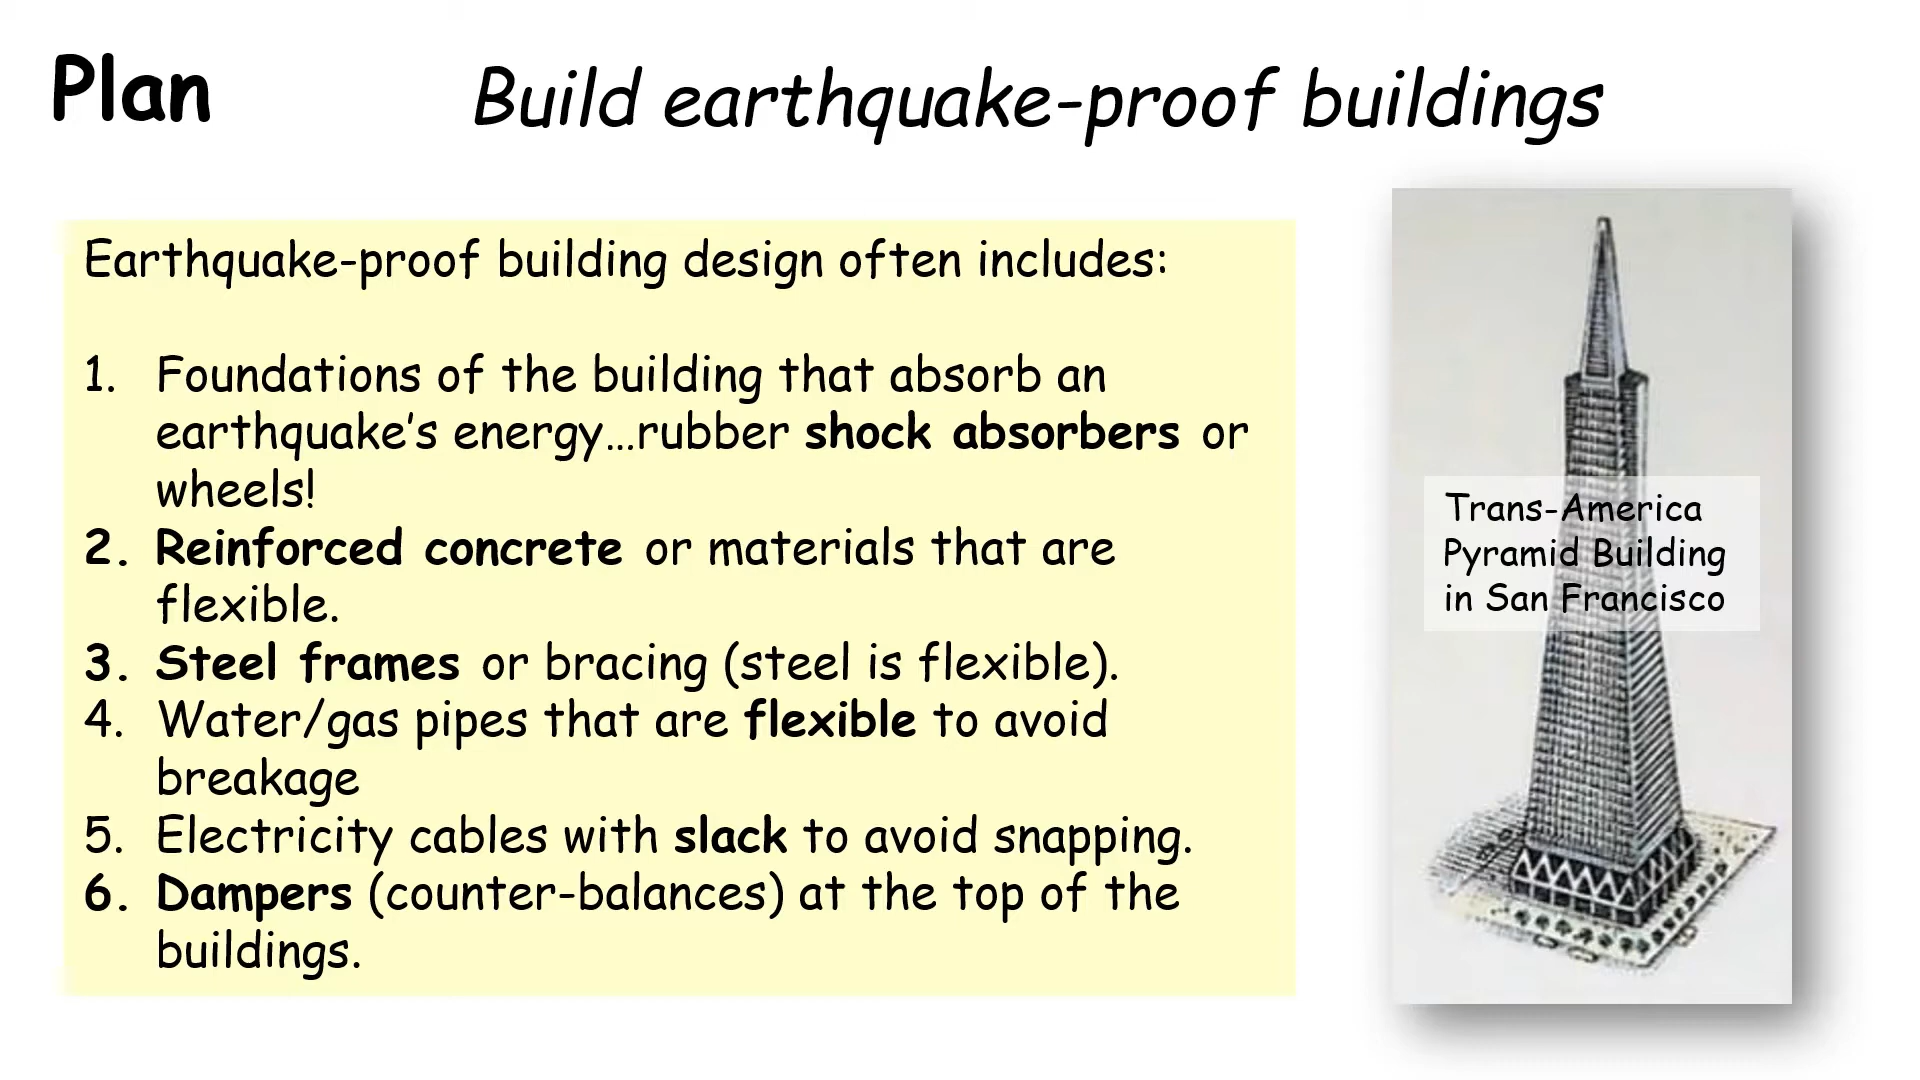 Plan
Build earthquake-proof buildings
Earthquake-proof building design often includes:
1. Foundations of the building that absorb an
earthquake’s energy…rubber shock absorbers or
wheels!
2. Reinforced concrete or materials that are
flexible.
3. Steel frames or bracing (steel is flexible).
4. Water/gas pipes that are flexible to avoid
breakage
5. Electricity cables with slack to avoid snapping.
6. Dampers (counter-balances) at the top of the
buildings.
Trans-America
Pyramid Building
in San Francisco